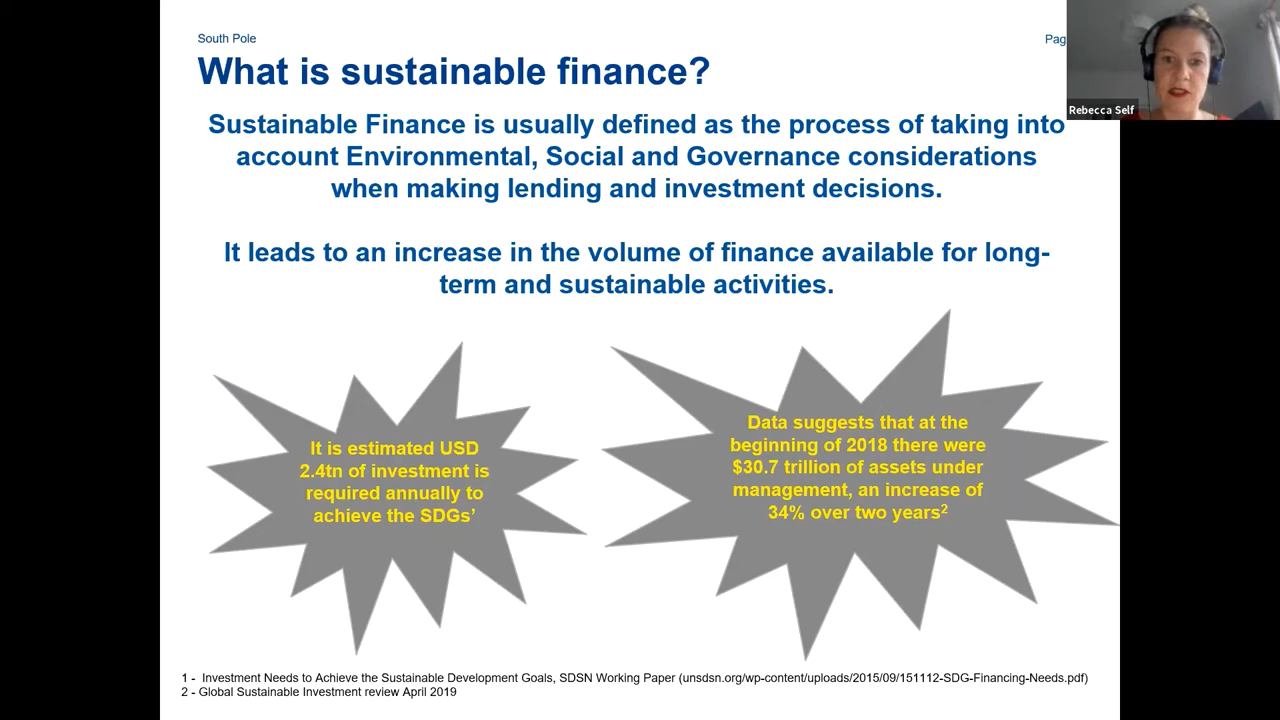 South Pole
Pag
What is sustainable finance?
Rebecca Self
Sustainable Finance is usually defined as the process of taking into
account Environmental, Social and Governance considerations
when making lending and investment decisions.
It leads to an increase in the volume of finance available for long-
term and sustainable activities.
It is estimated USD
2.4tn of investment is
required annually to
achieve the SDGs’
Data suggests that at the
beginning of 2018 there were
$30.7 trillion of assets under
management, an increase of
34% over two years²
1 - Investment Needs to Achieve the Sustainable Development Goals, SDSN Working Paper (unsdsn.org/wp-content/uploads/2015/09/151112-SDG-Financing-Needs.pdf)
2 - Global Sustainable Investment review April 2019